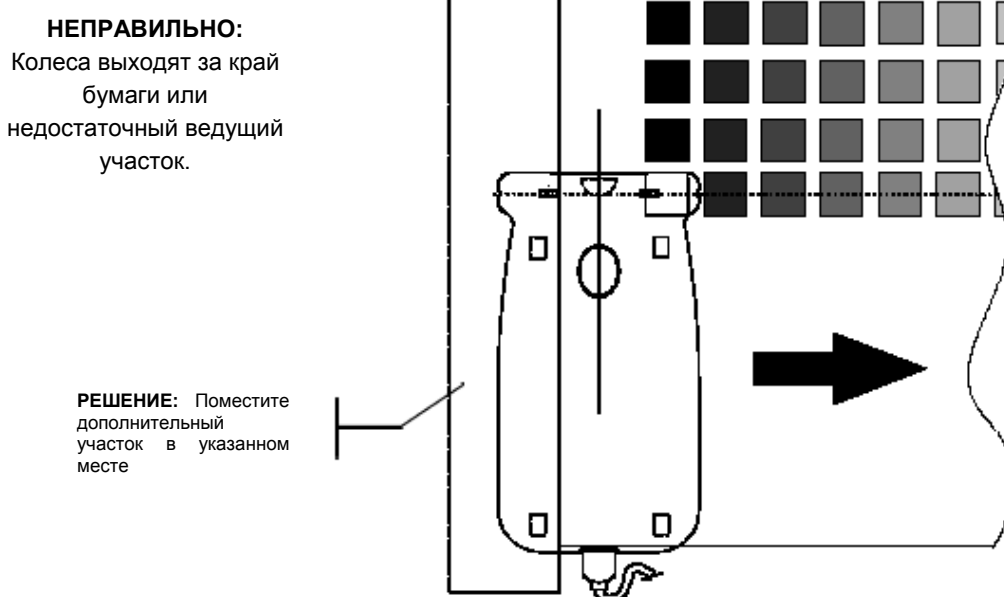 НЕПРАВИЛЬНО:
Колеса выходят за край
бумаги или
недостаточный ведущий
участок.
РЕШЕНИЕ: Поместите
дополнительный
участок в указанном
месте